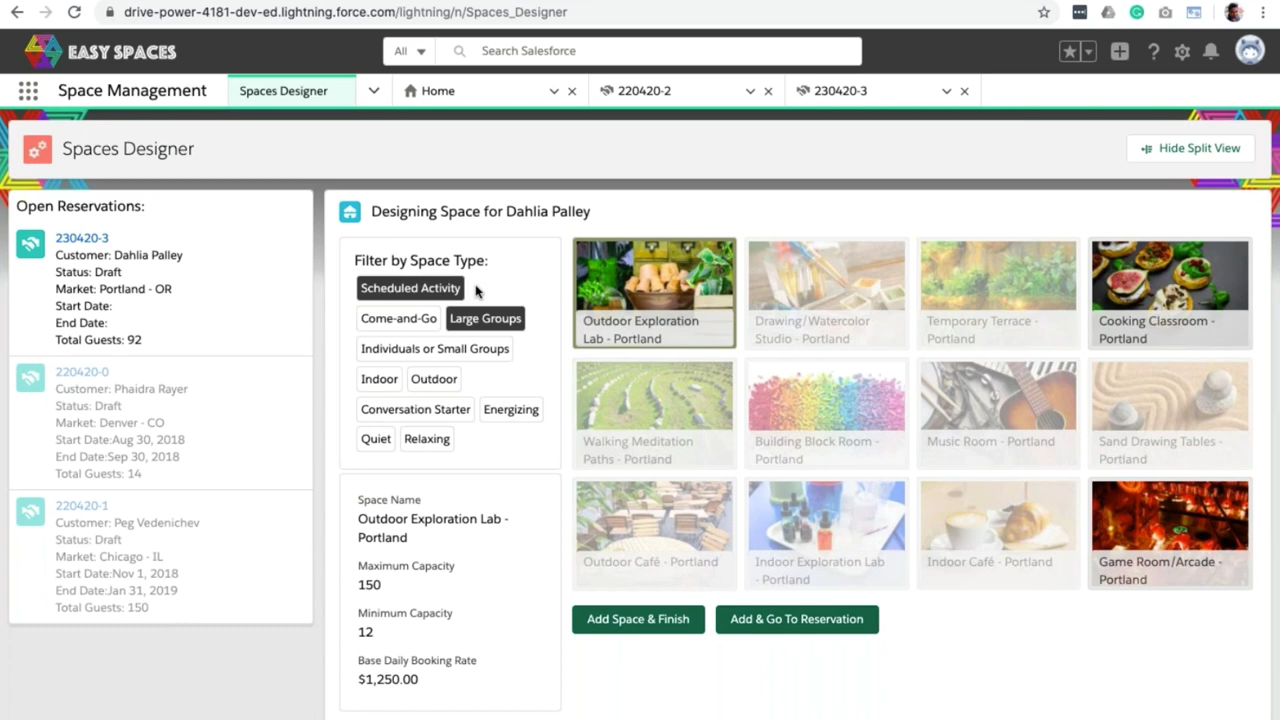 drive-power-4181-dev-ed.lightning.force.com/lightning/n/Spaces_Designer
EASY SPACES
All
Search Salesforce
Space Management
Spaces Designer
Home
220420-2
230420-3
Spaces Designer
Hide Split View
Open Reservations:
230420-3
Customer: Dahlia Palley
Status: Draft
Market: Portland - OR
Start Date:
End Date:
Total Guests: 92
220420-0
Customer: Phaidra Rayer
Status: Draft
Market: Denver - CO
Start Date:Aug 30, 2018
End Date:Sep 30, 2018
Total Guests: 14
220420-1
Customer: Peg Vedenichev
Status: Draft
Market: Chicago - IL
Start Date:Nov 1, 2018
End Date:Jan 31, 2019
Total Guests: 150
Designing Space for Dahlia Palley
Filter by Space Type:
Scheduled Activity
Come-and-Go
Large Groups
Individuals or Small Groups
Indoor
Outdoor
Conversation Starter
Energizing
Quiet
Relaxing
Space Name
Outdoor Exploration Lab -
Portland
Maximum Capacity
150
Minimum Capacity
12
Base Daily Booking Rate
$1,250.00
Outdoor Exploration
Lab - Portland
Drawing/Watercolor
Studio - Portland
Temporary Terrace -
Portland
Cooking Classroom -
Portland
Walking Meditation
Paths - Portland
Building Block Room -
Portland
Music Room - Portland
Sand Drawing Tables -
Portland
Outdoor Café - Portland
Indoor Exploration Lab
- Portland
Indoor Café - Portland
Game Room/Arcade -
Portland
Add Space & Finish
Add & Go To Reservation